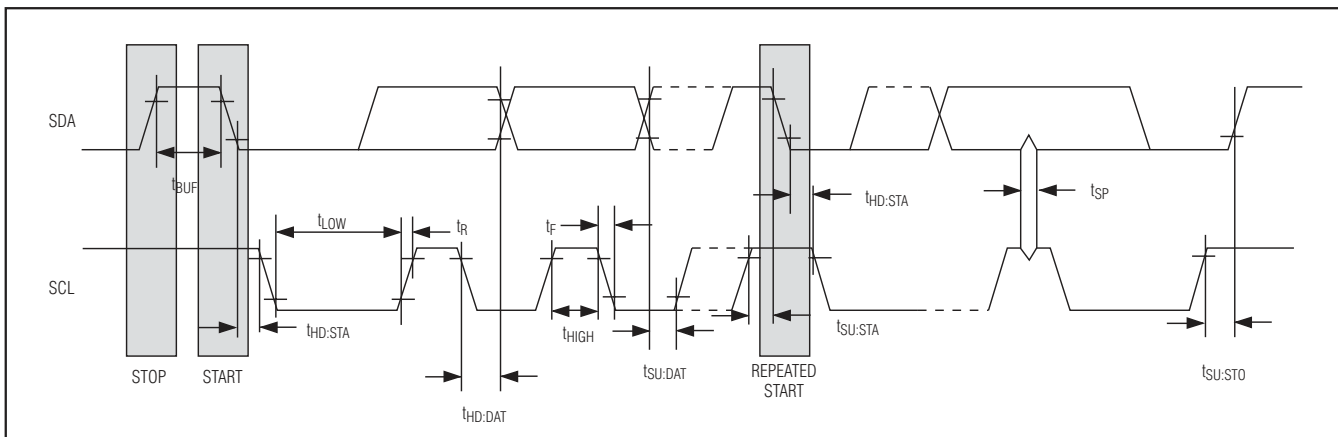 SDA
tBUF
tLOW
tR
tF
tHD:STA
tSP
SCL
tHD:STA
tHIGH
tSU:STA
STOP
START
tSU:DAT
REPEATED
START
tSU:STO
tHD:DAT